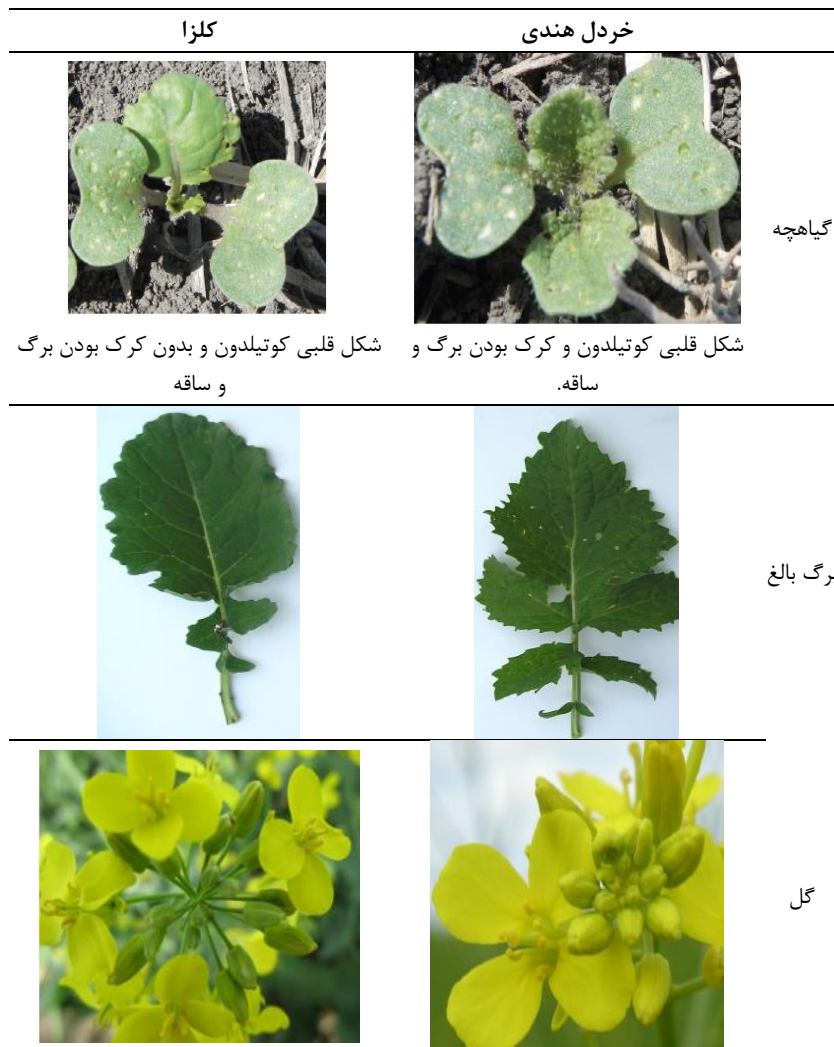 خردل هندی
کلزا
گیاهچه
شکل قلبی کوتیلدون و کرک بودن برگ و
ساقه.
شکل قلبی کوتیلدون و بدون کرک بودن برگ
و ساقه
برگ بالغ
گل